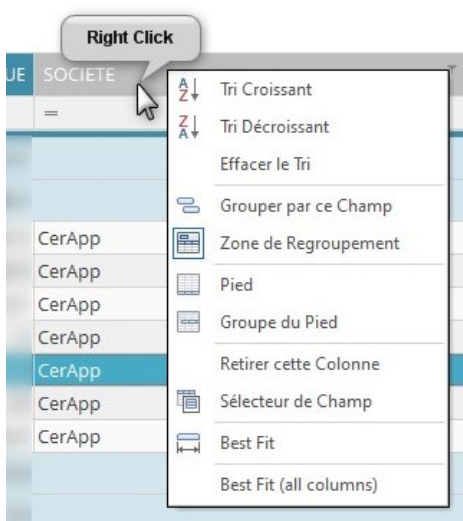 Right Click
UE SOCIETE
=
Tri Croissant
Tri Décroissant
Effacer le Tri
Grouper par ce Champ
Zone de Regroupement
Pied
Groupe du Pied
Retirer cette Colonne
Sélecteur de Champ
Best Fit
Best Fit (all columns)
CerApp
CerApp
CerApp
CerApp
CerApp
CerApp
CerApp